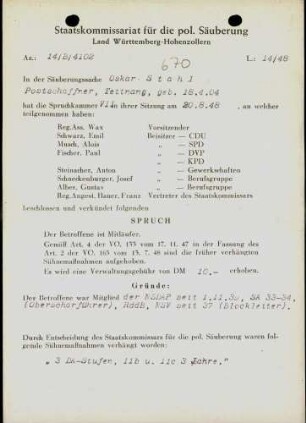 Staatskommissariat für die pol. Säuberung
Land Württemberg-Hohenzollern
Az.: 14/B/4102
L.: 14/48
670
In der Säuberungssache Oskar S t a h l
Postschaffner, Tettnang, geb. 18.4.04
hat die Spruchkammer in ihrer Sitzung am 20.8.48, an welcher
teilgenommen haben:
Reg.Ass. Wax Vorsitzender
Schwarz, Emil Beisitzer — CDU
Musch, Alois „ — SPD
Fischer, Paul „ — DVP
„ — KPD
Steinacher, Anton „ — Gewerkschaften
Schneckenburger, Josef „ — Berufsgruppe
Alber, Gustav „ — Berufsgruppe
Reg.Angest. Bauer, Franz Vertreter des Staatskommissars
beschlossen und verkündet folgenden
SPRUCH
Der Betroffene ist Mitläufer.
Gemäß Art. 4 der VO. 133 vom 17. 11. 47 in der Fassung des
Art. 2 der VO. 165 vom 13. 7. 48 sind die früher verhängten
Sühnemaßnahmen aufgehoben.
Es wird eine Verwaltungsgebühr von DM 10,- erhoben.
Gründe:
Der Betroffene war Mitglied der NSDAP seit 1.11.30, SA 33-34,
(Oberscharführer), RddB, NSV seit 37 (Blockleiter).
Durch Entscheidung des Staatskommissars für die pol. Säuberung waren fol-
gende Sühnemaßnahmen verhängt worden:
„ 3 DA-Stufen, 11b u. 11c 3 Jahre."